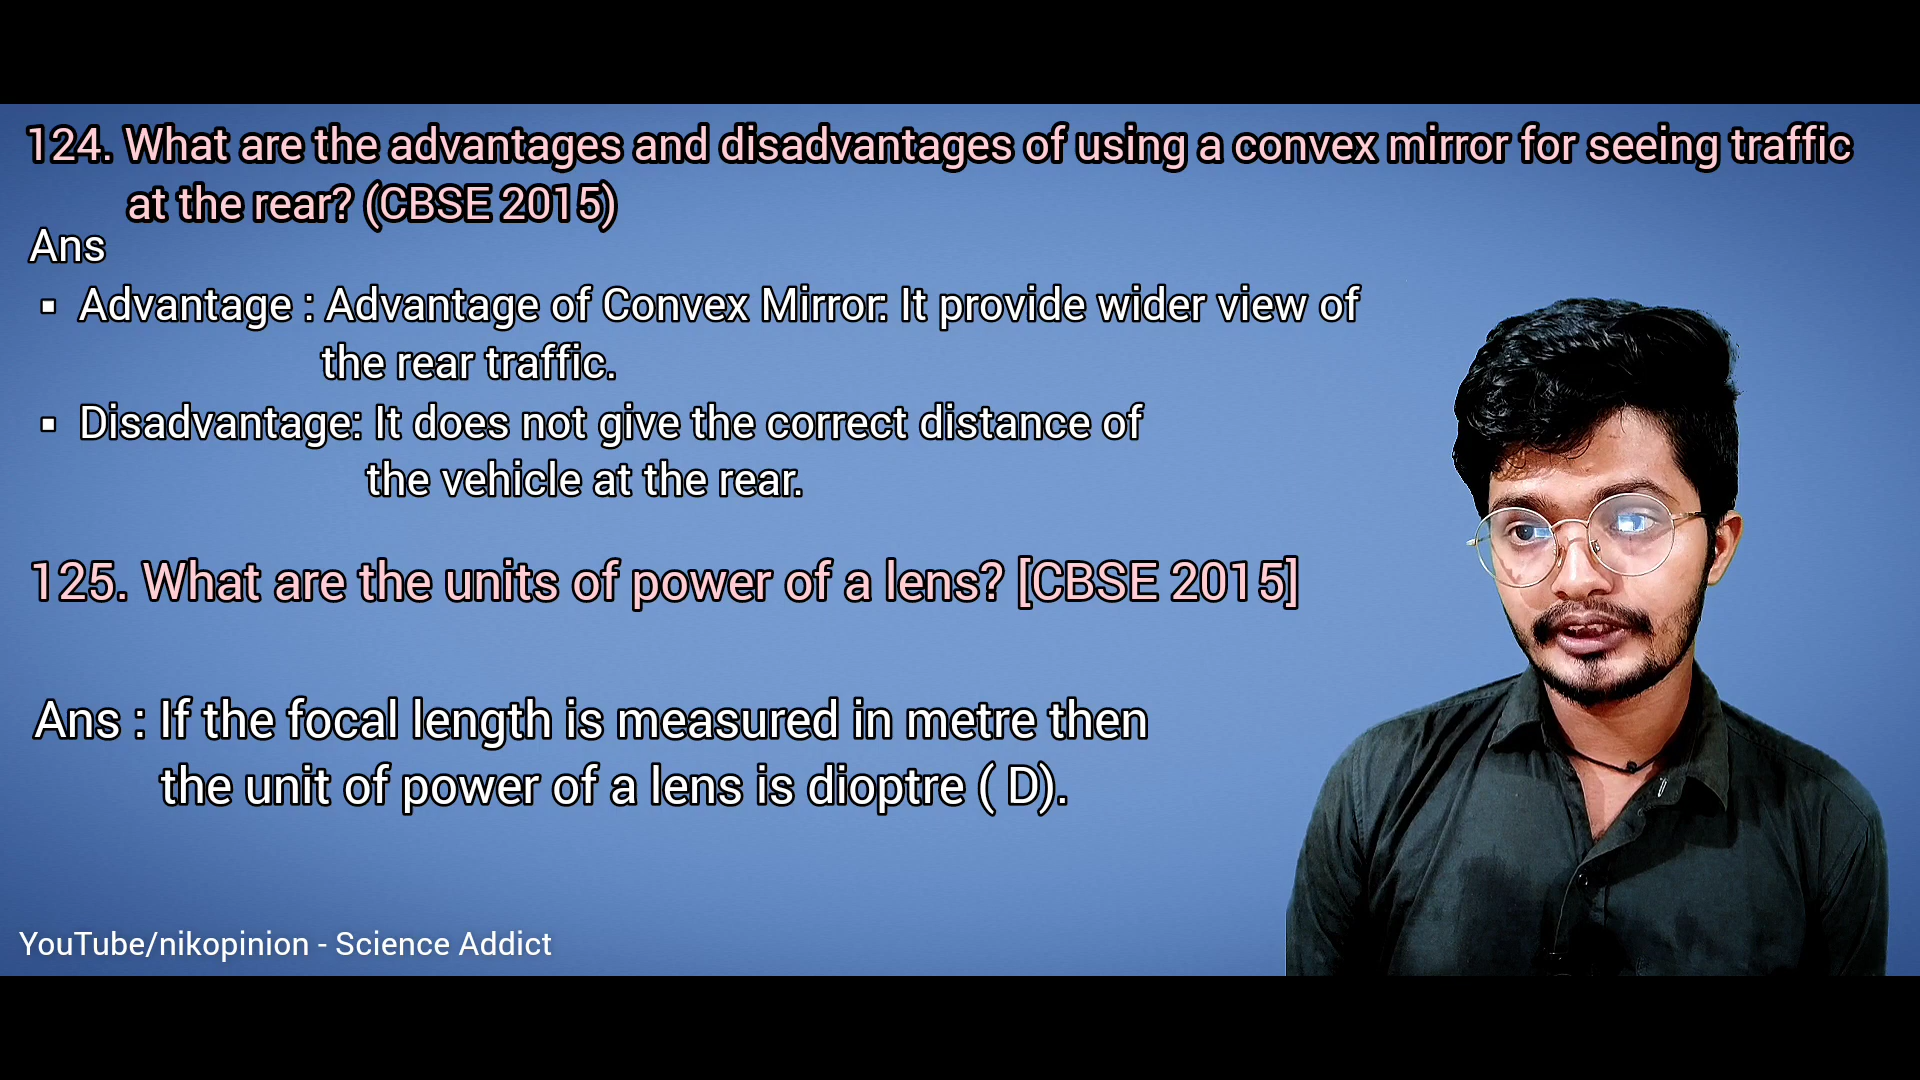 124. What are the advantages and disadvantages of using a convex mirror for seeing traffic
at the rear? (CBSE 2015)
Ans
▪ Advantage : Advantage of Convex Mirror: It provide wider view of
the rear traffic.
▪ Disadvantage: It does not give the correct distance of
the vehicle at the rear.
125. What are the units of power of a lens? [CBSE 2015]
Ans : If the focal length is measured in metre then
the unit of power of a lens is dioptre ( D).
YouTube/nikopinion - Science Addict